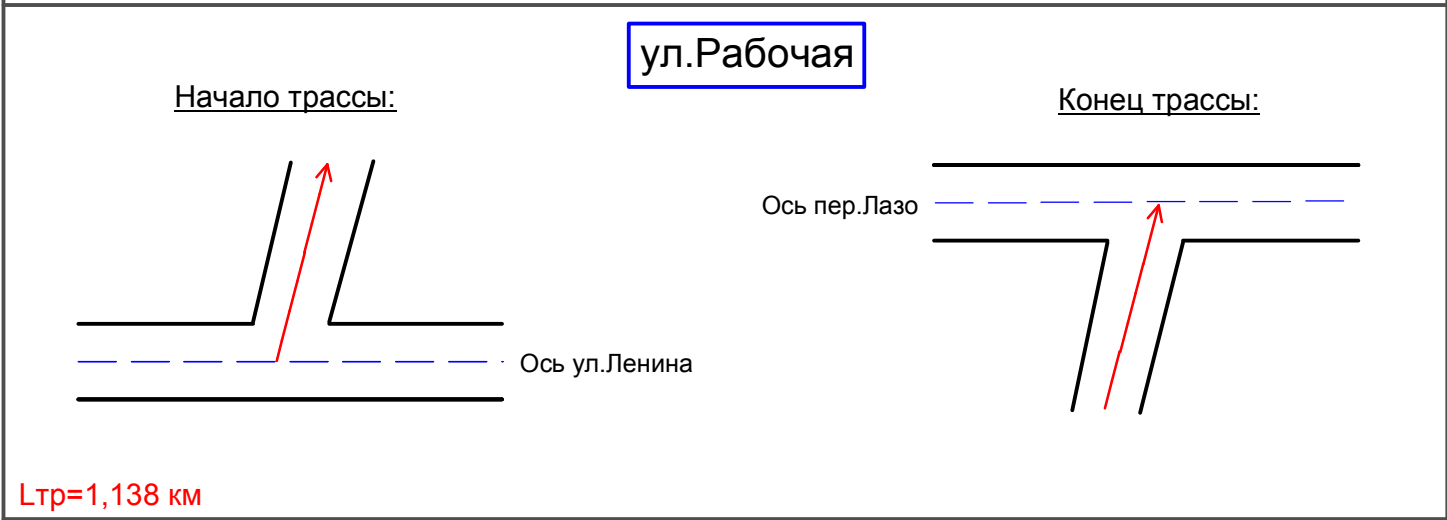 ул.Рабочая
Начало трассы:
Конец трассы:
Ось пер.Лазо
Ось ул.Ленина
Lтр=1,138 км